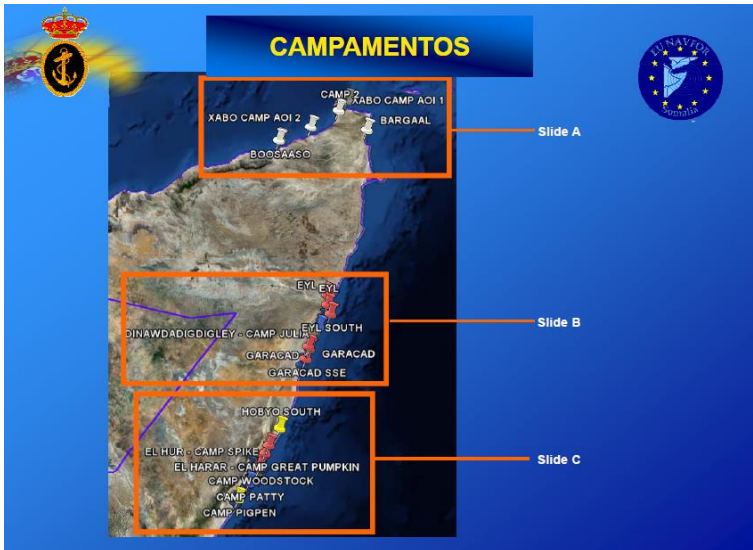 CAMPAMENTOS
EU NAVFOR
Somalia
CAMP 2
XABO CAMP AOI 1
XABO CAMP AOI 2
BARGAAL
BOOSAASO
Slide A
EYL EYL
DINAWDADIGDIGLEY - CAMP JULIA
EYL SOUTH
GARACAD
GARACAD
GARACAD SSE
Slide B
HOBYO SOUTH
EL HUR - CAMP SPIKE
EL HARAR - CAMP GREAT PUMPKIN
CAMP WOODSTOCK
CAMP PATTY
CAMP PIGPEN
Slide C